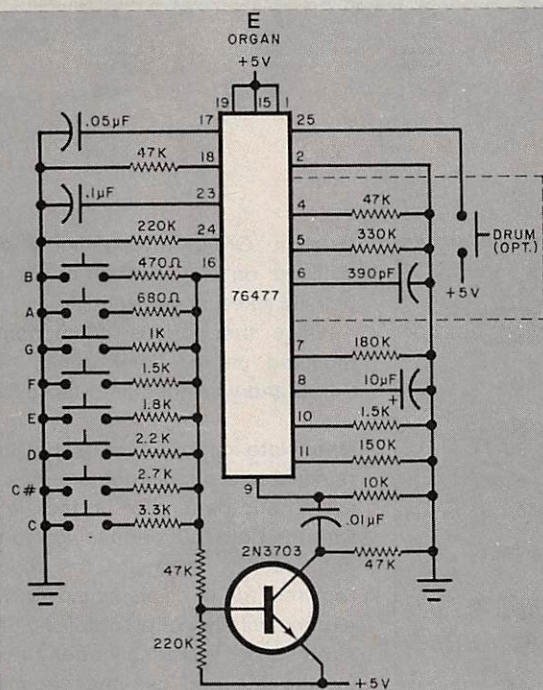 E
ORGAN
+5V
19 15 1
17 25
.05µF
18 2
47K
23
.1µF
4 47K
24
220K
5 330K
DRUM
(OPT.)
16
B 470Ω
6 390pF
+5V
76477
A 680Ω
G 1K
7 180K
F 1.5K
8 10µF
+
E 1.8K
10 1.5K
D 2.2K
11 150K
C# 2.7K
9 10K
C 3.3K
.01µF
2N3703
47K
47K
220K
+5V